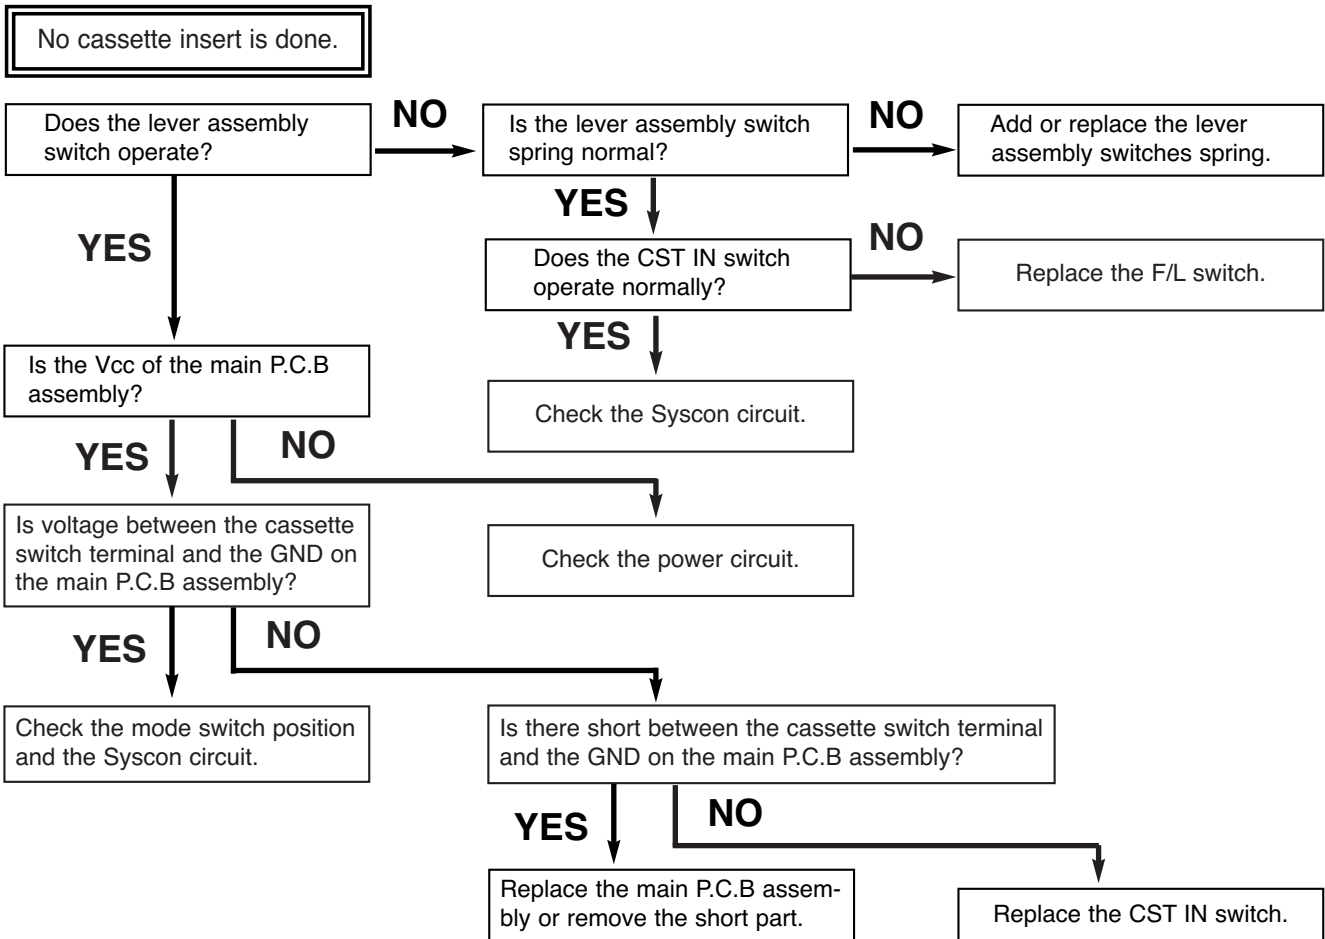 No cassette insert is done.
Does the lever assembly
switch operate?
NO
Is the lever assembly switch
spring normal?
NO
Add or replace the lever
assembly switches spring.
YES
YES
Does the CST IN switch
operate normally?
NO
Replace the F/L switch.
YES
Is the Vcc of the main P.C.B
assembly?
Check the Syscon circuit.
YES
NO
Is voltage between the cassette
switch terminal and the GND on
the main P.C.B assembly?
Check the power circuit.
YES
NO
Check the mode switch position
and the Syscon circuit.
Is there short between the cassette switch terminal
and the GND on the main P.C.B assembly?
YES
NO
Replace the main P.C.B assem-
bly or remove the short part.
Replace the CST IN switch.